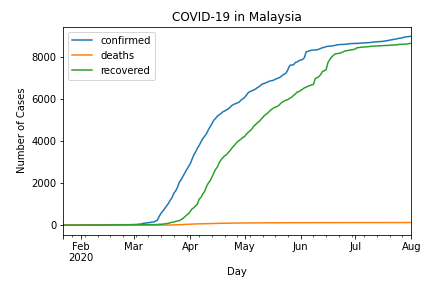 COVID-19 in Malaysia
confirmed
deaths
recovered
Number of Cases
8000
6000
4000
2000
0
Feb
2020
Mar
Apr
May
Jun
Jul
Aug
Day